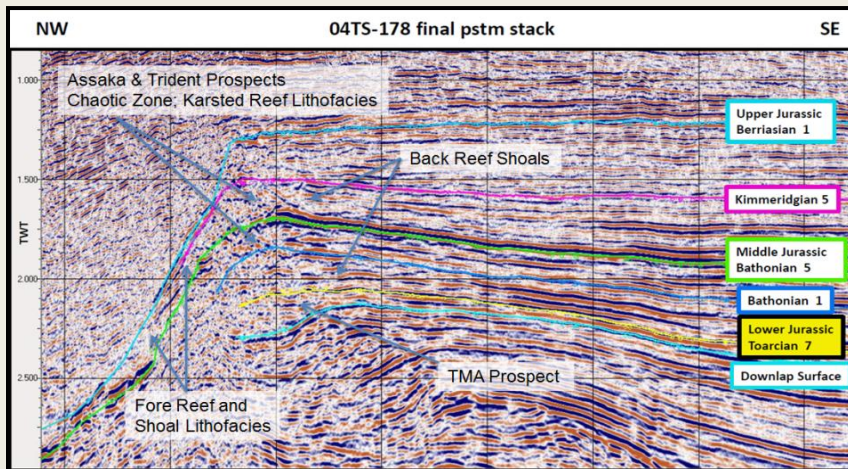 NW 04TS-178 final pstm stack SE
1.000
1.500
TWT
2.000
2.500
Assaka & Trident Prospects
Chaotic Zone; Karsted Reef Lithofacies
Back Reef Shoals
TMA Prospect
Fore Reef and
Shoal Lithofacies
Upper Jurassic
Berriasian 1
Kimmeridgian 5
Middle Jurassic
Bathonian 5
Bathonian 1
Lower Jurassic
Toarcian 7
Downlap Surface